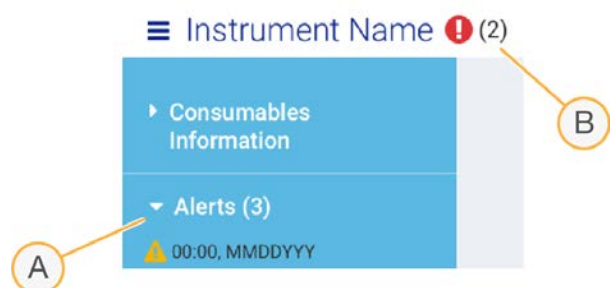 Instrument Name (2)
Consumables
Information
B
Alerts (3)
A
00:00, MMDDYYY